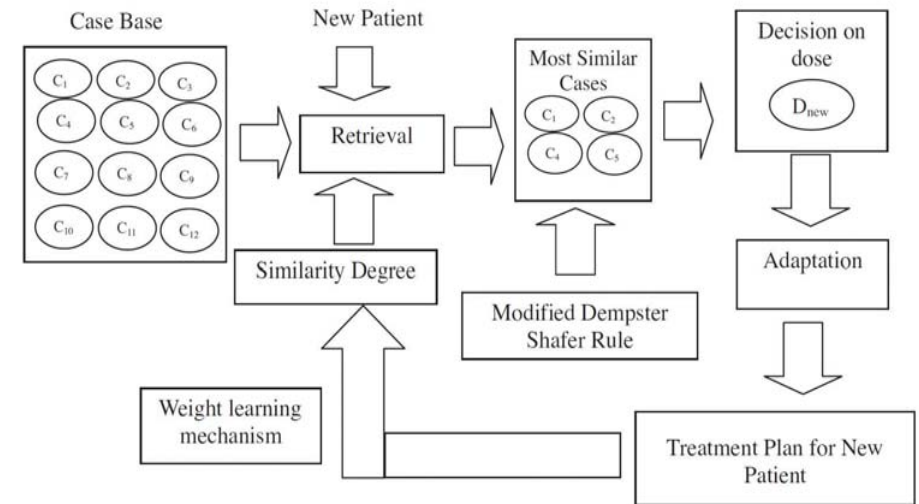 Case Base
C₁ C₂ C₃
C₄ C₅ C₆
C₇ C₈ C₉
C₁₀ C₁₁ C₁₂
New Patient
Retrieval
Similarity Degree
Most Similar
Cases
C₁ C₂
C₄ C₅
Modified Dempster
Shafer Rule
Decision on
dose
Dₙₑw
Adaptation
Weight learning
mechanism
Treatment Plan for New
Patient